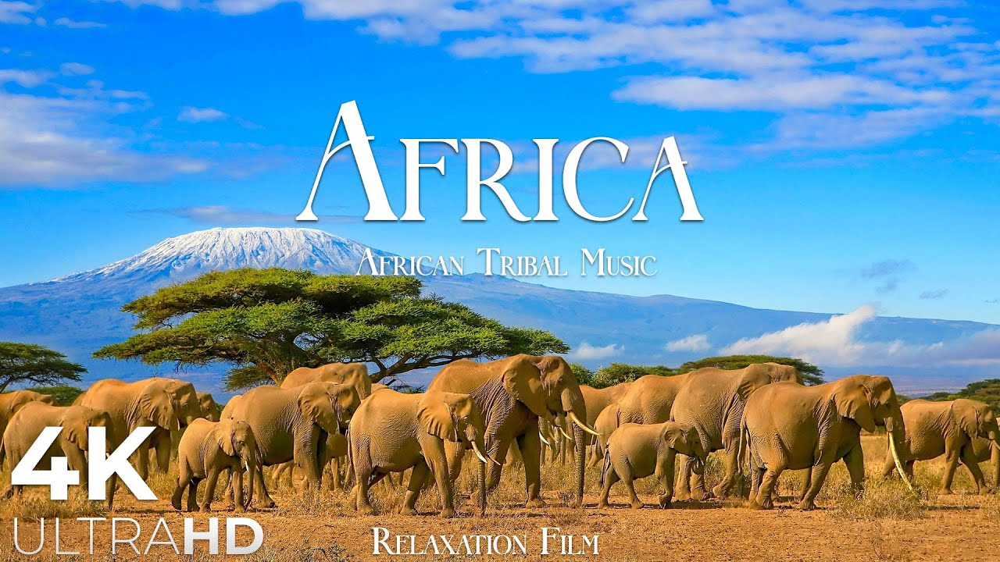 AFRICA
AFRICAN TRIBAL MUSIC
4K
ULTRAHD
RELAXATION FILM